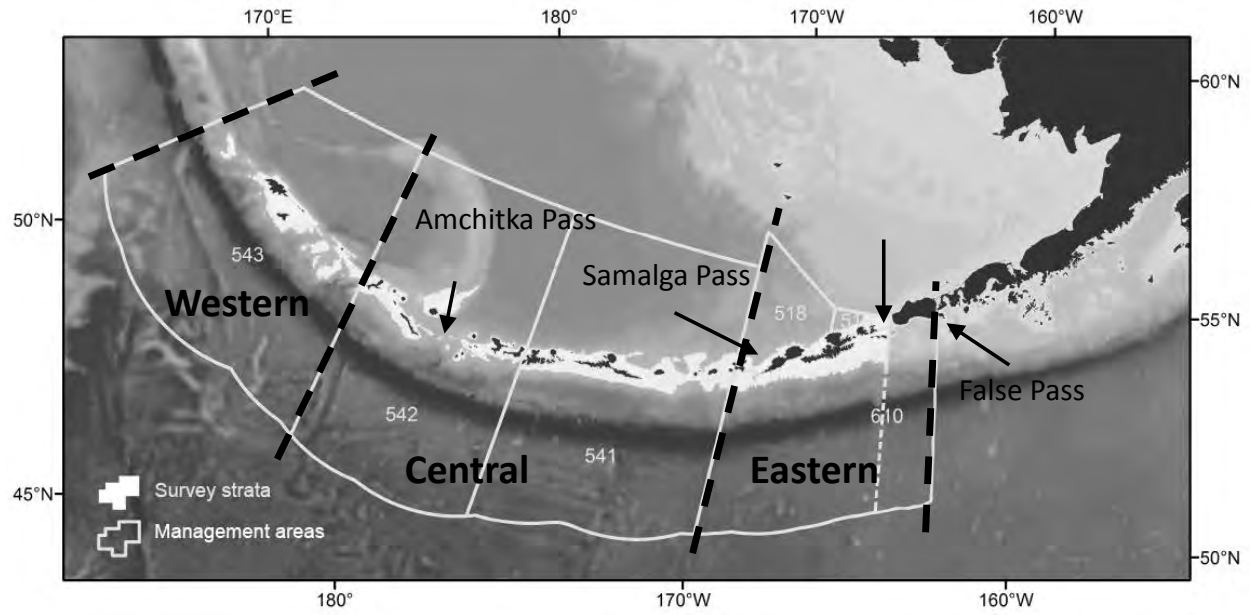 170°E 180° 170°W 160°W
60°N
50°N
Amchitka Pass
543
Samalga Pass
Western
518
55°N
False Pass
542
610
541
Central
Eastern
Survey strata
45°N
Management areas
50°N
180° 170°W 160°W